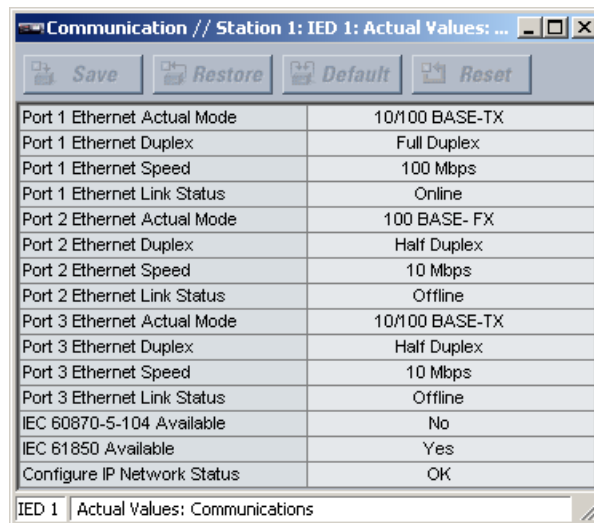 Communication // Station 1: IED 1: Actual Values: ...
Save Restore Default Reset
Port 1 Ethernet Actual Mode 10/100 BASE-TX
Port 1 Ethernet Duplex Full Duplex
Port 1 Ethernet Speed 100 Mbps
Port 1 Ethernet Link Status Online
Port 2 Ethernet Actual Mode 100 BASE- FX
Port 2 Ethernet Duplex Half Duplex
Port 2 Ethernet Speed 10 Mbps
Port 2 Ethernet Link Status Offline
Port 3 Ethernet Actual Mode 10/100 BASE-TX
Port 3 Ethernet Duplex Half Duplex
Port 3 Ethernet Speed 10 Mbps
Port 3 Ethernet Link Status Offline
IEC 60870-5-104 Available No
IEC 61850 Available Yes
Configure IP Network Status OK
IED 1 Actual Values: Communications